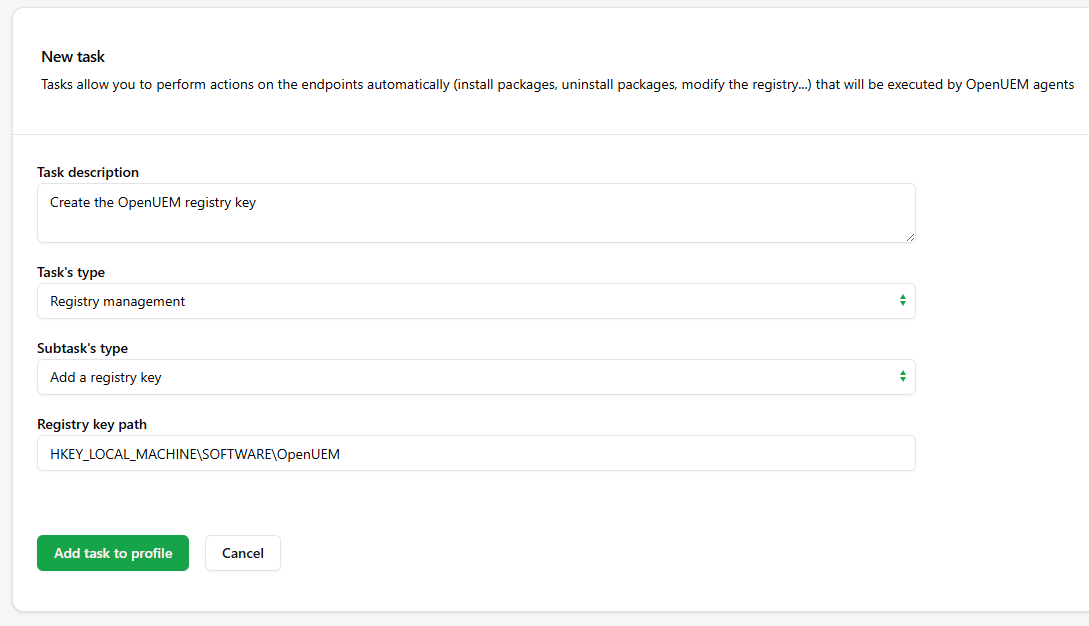 New task
Tasks allow you to perform actions on the endpoints automatically (install packages, uninstall packages, modify the registry...) that will be executed by OpenUEM agents
Task description
Create the OpenUEM registry key
Task's type
Registry management
Subtask's type
Add a registry key
Registry key path
HKEY_LOCAL_MACHINE\SOFTWARE\OpenUEM
Add task to profile
Cancel